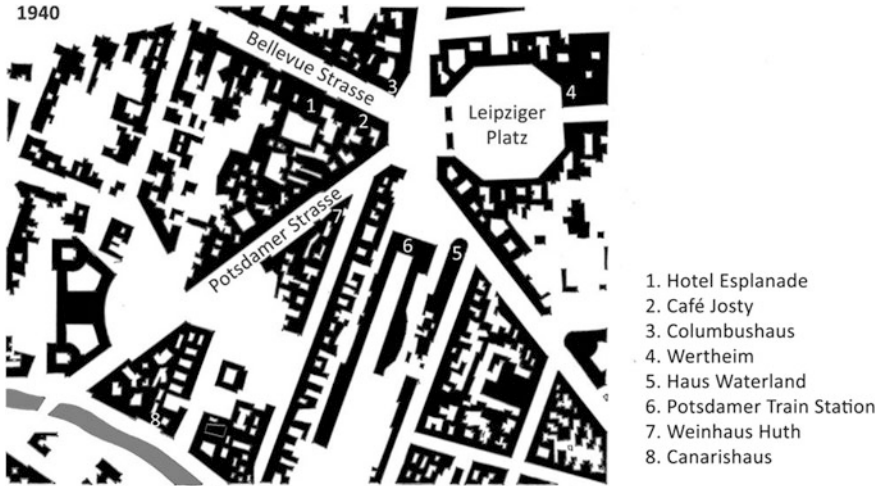 1940
Bellevue Strasse
3
4
1
2
Leipziger
Platz
Potsdamer Strasse
7
6
5
8
1. Hotel Esplanade
2. Café Josty
3. Columbushaus
4. Wertheim
5. Haus Waterland
6. Potsdamer Train Station
7. Weinhaus Huth
8. Canarishaus